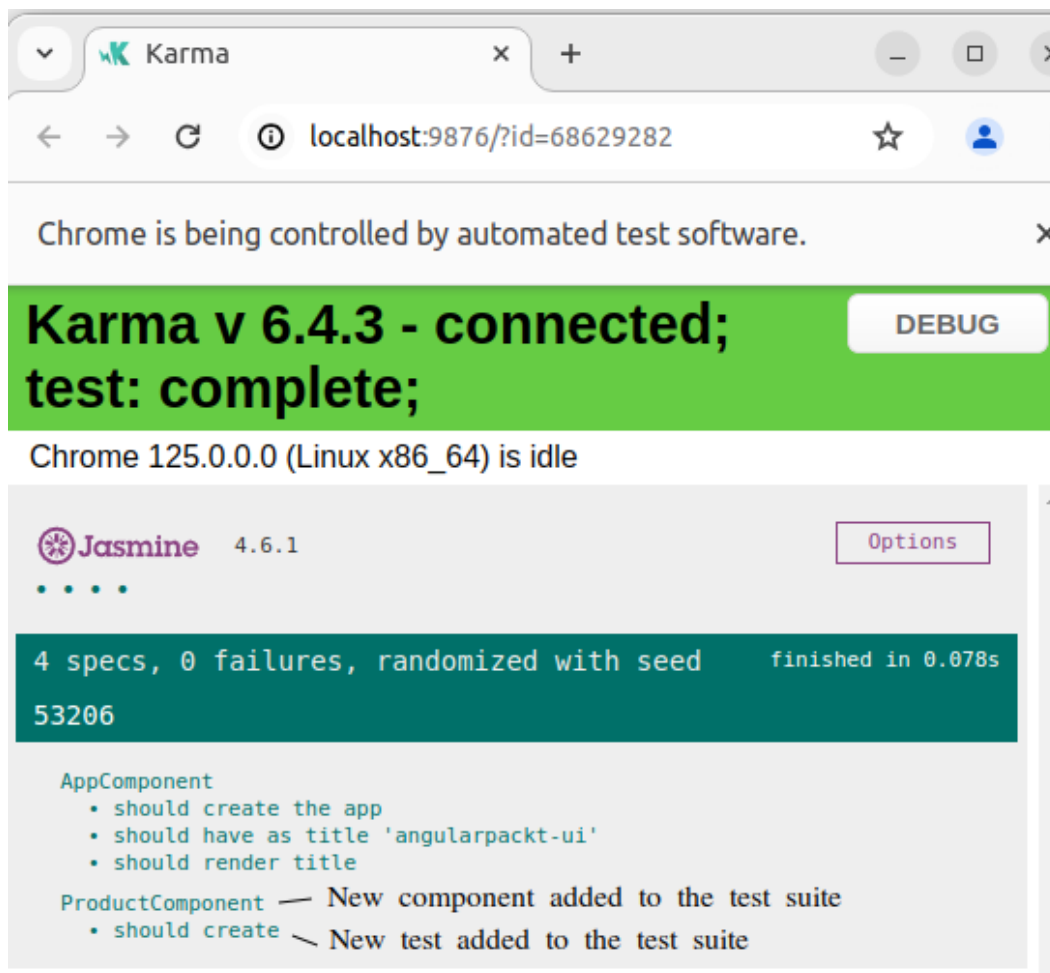 Karma
localhost:9876/?id=68629282
Chrome is being controlled by automated test software.
Karma v 6.4.3 - connected;
DEBUG
test: complete;
Chrome 125.0.0.0 (Linux x86_64) is idle
Jasmine 4.6.1
Options
• • • •
4 specs, 0 failures, randomized with seed
finished in 0.078s
53206
AppComponent
• should create the app
• should have as title 'angularpackt-ui'
• should render title
ProductComponent New component added to the test suite
• should create New test added to the test suite